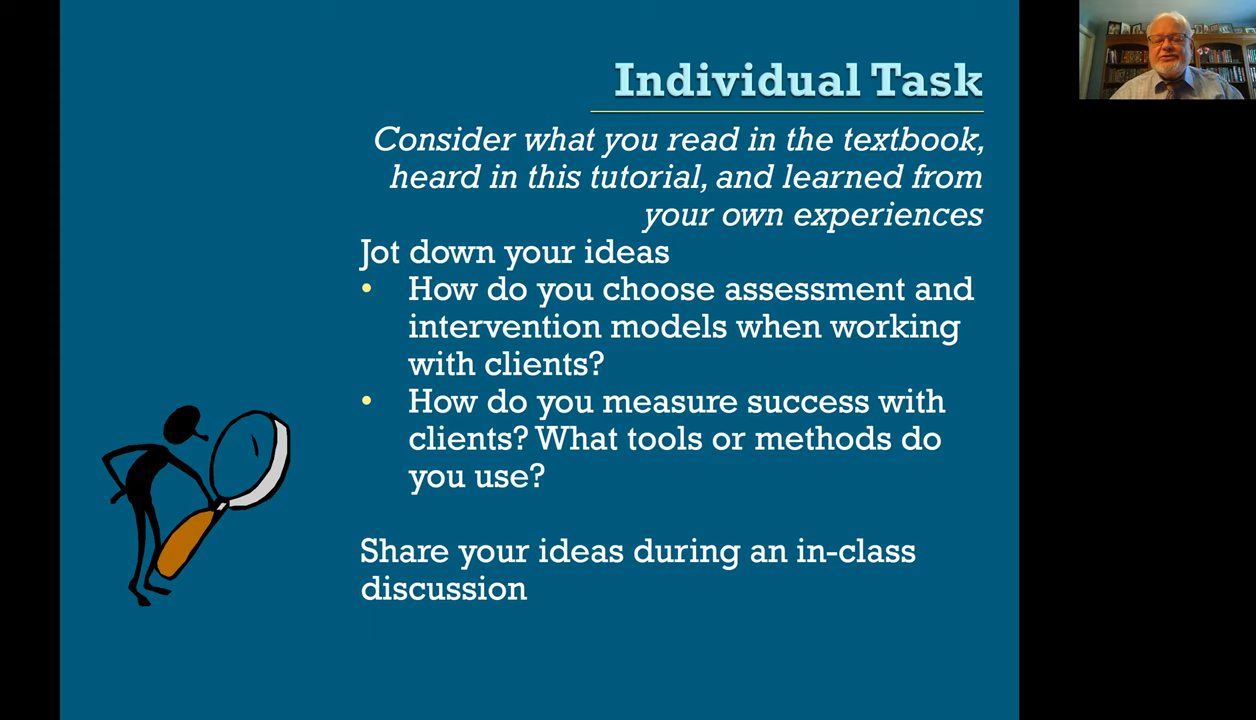 Individual Task
Consider what you read in the textbook,
heard in this tutorial, and learned from
your own experiences
Jot down your ideas
• How do you choose assessment and
intervention models when working
with clients?
• How do you measure success with
clients? What tools or methods do
you use?
Share your ideas during an in-class
discussion